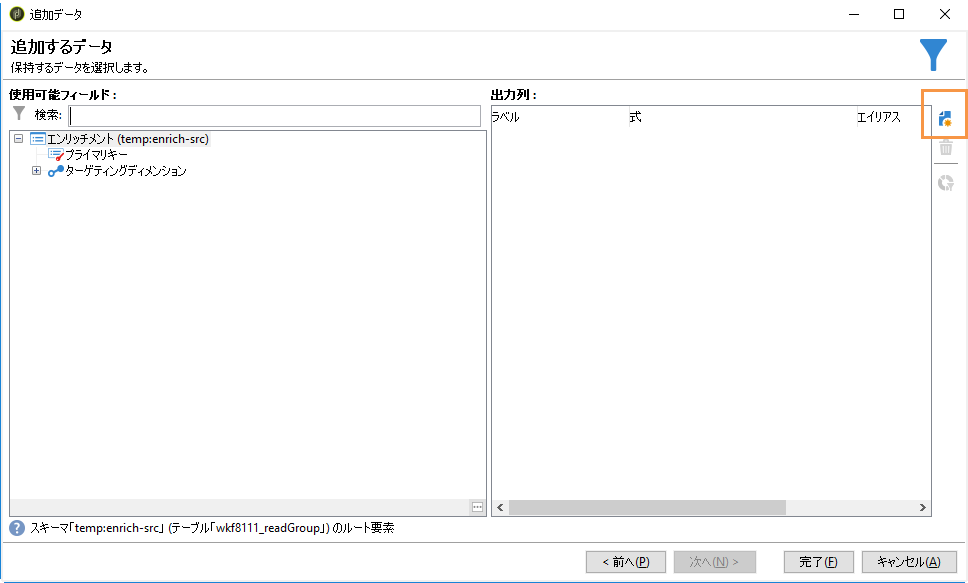 追加データ
追加するデータ
保持するデータを選択します。
使用可能フィールド :
検索:
エンリッチメント (temp:enrich-src)
プライマリキー
ターゲティングディメンション
出力列 :
ラベル 式 エイリアス
スキーマ「temp:enrich-src」 (テーブル「wkf8111_readGroup」) のルート要素
< 前へ(P) 次へ(N) > 完了(F) キャンセル(A)